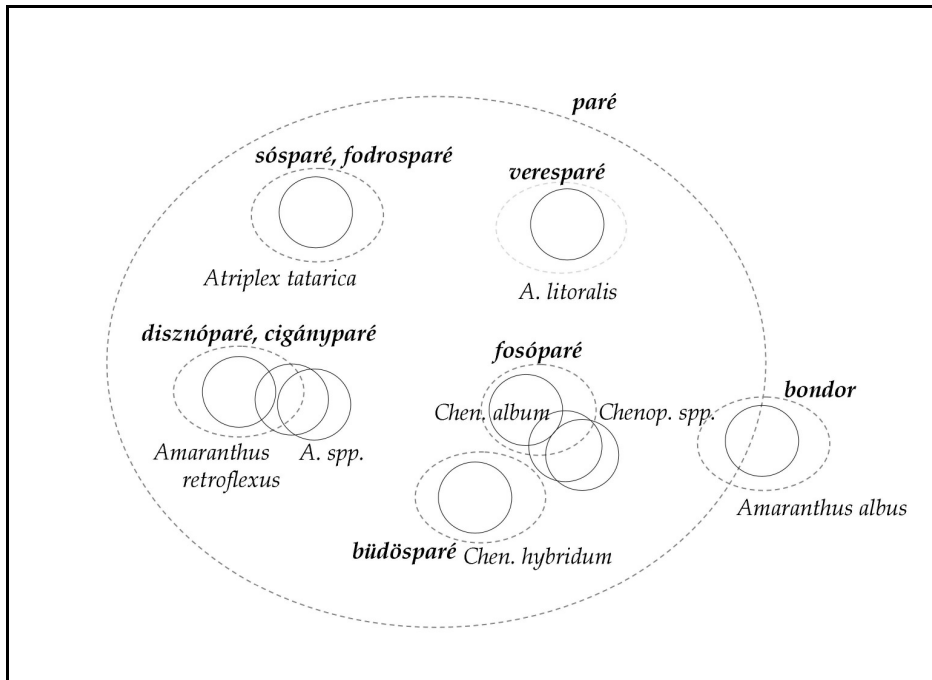 paré
sósparé, fodrosparé
veresparé
Atriplex tatarica
A. litoralis
disznóparé, cigányparé
fosóparé
bondor
Chen. album
Chenop. spp.
Amaranthus
retroflexus
A. spp.
Amaranthus albus
büdösparé
Chen. hybridum